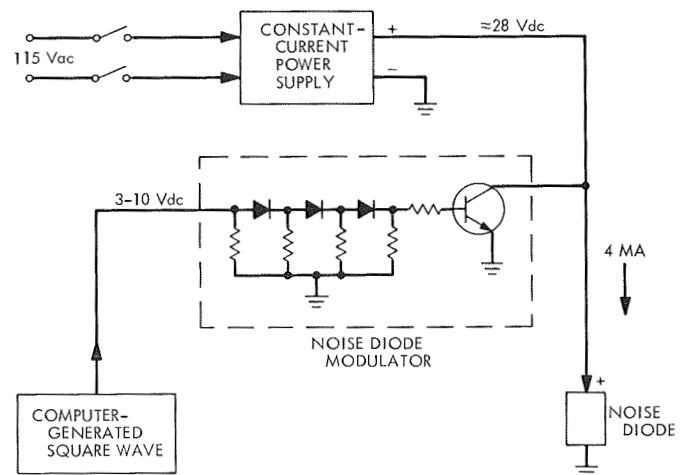 CONSTANT-
CURRENT
POWER
SUPPLY
+
−
≈28 Vdc
115 Vac
3-10 Vdc
4 MA
NOISE DIODE
MODULATOR
COMPUTER-
GENERATED
SQUARE WAVE
+
NOISE
DIODE